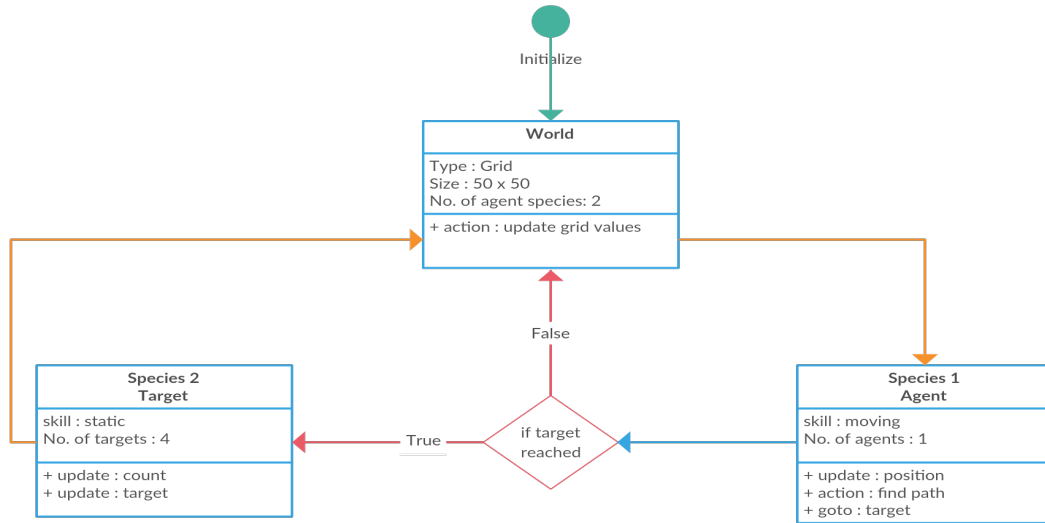 Initialize
World
Type : Grid
Size : 50 x 50
No. of agent species: 2
+ action : update grid values
False
Species 2
Target
skill : static
No. of targets : 4
+ update : count
+ update : target
True
if target
reached
Species 1
Agent
skill : moving
No. of agents : 1
+ update : position
+ action : find path
+ goto : target